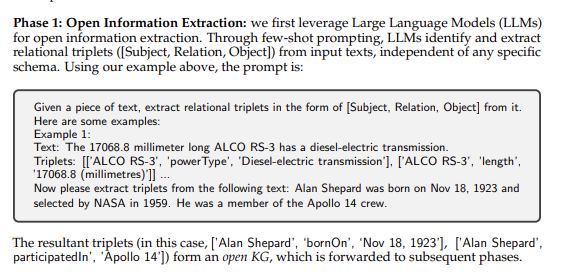 Phase 1: Open Information Extraction: we first leverage Large Language Models (LLMs)
for open information extraction. Through few-shot prompting, LLMs identify and extract
relational triplets ([Subject, Relation, Object]) from input texts, independent of any specific
schema. Using our example above, the prompt is:
Given a piece of text, extract relational triplets in the form of [Subject, Relation, Object] from it.
Here are some examples:
Example 1:
Text: The 17068.8 millimeter long ALCO RS-3 has a diesel-electric transmission.
Triplets: [['ALCO RS-3', 'powerType', 'Diesel-electric transmission'], ['ALCO RS-3', 'length',
'17068.8 (millimetres)']] ...
Now please extract triplets from the following text: Alan Shepard was born on Nov 18, 1923 and
selected by NASA in 1959. He was a member of the Apollo 14 crew.
The resultant triplets (in this case, ['Alan Shepard', 'bornOn', 'Nov 18, 1923'], ['Alan Shepard',
participatedIn', 'Apollo 14']) form an open KG, which is forwarded to subsequent phases.